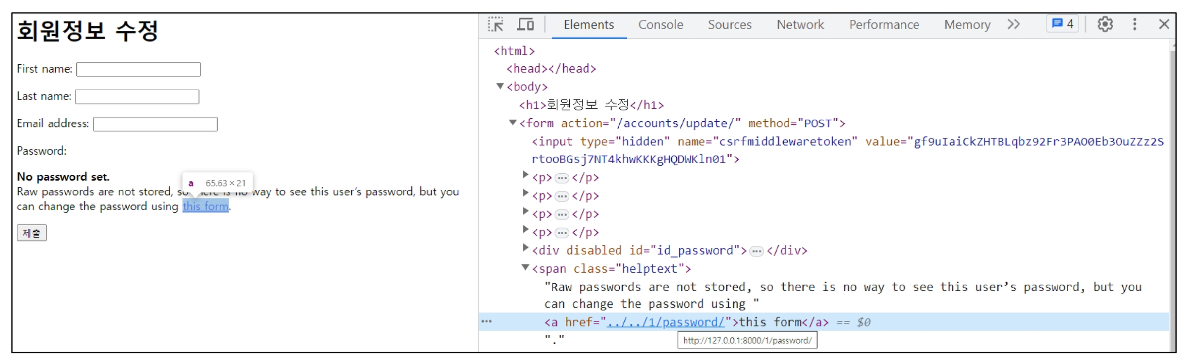 회원정보 수정
First name:
Last name:
Email address:
Password:
No password set.
Raw passwords are not stored, so there is no way to see this user's password, but you
can change the password using this form.
a 65.63 × 21
제출
Elements Console Sources Network Performance Memory 4
<html>
<head></head>
<body>
<h1>회원정보 수정</h1>
<form action="/accounts/update/" method="POST">
<input type="hidden" name="csrfmiddlewaretoken" value="gf9uIaiCkZHTBLqbz92Fr3PAO0Eb3OuZZz2S
rtooBGsj7NT4khwKKKgHQDWKln01">
<p>…</p>
<p>…</p>
<p>…</p>
<p>…</p>
<div disabled id="id_password">…</div>
<span class="helptext">
"Raw passwords are not stored, so there is no way to see this user’s password, but you
can change the password using "
<a href="../../1/password/">this form</a> == $0
"."
http://127.0.0.1:8000/1/password/